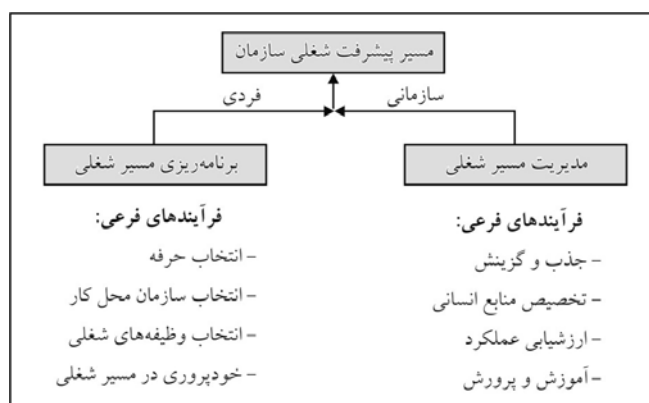 مسیر پیشرفت شغلی سازمان
سازمانی
فردی
مدیریت مسیر شغلی
برنامه‌ریزی مسیر شغلی
فرآیندهای فرعی:
- جذب و گزینش
- تخصیص منابع انسانی
- ارزشیابی عملکرد
- آموزش و پرورش
فرآیندهای فرعی:
- انتخاب حرفه
- انتخاب سازمان محل کار
- انتخاب وظیفه‌های شغلی
- خودپروری در مسیر شغلی